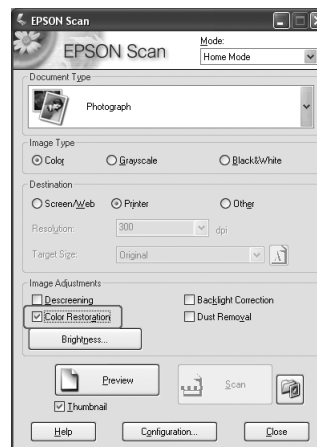 EPSON Scan
EPSON Scan
Mode:
Home Mode
Document Type
Photograph
Image Type
Color Grayscale Black&White
Destination
Screen/Web Printer Other
Resolution: 300 dpi
Target Size: Original
Image Adjustments
Descreening Backlight Correction
Color Restoration Dust Removal
Brightness...
Preview Scan
Thumbnail
Help Configuration... Close